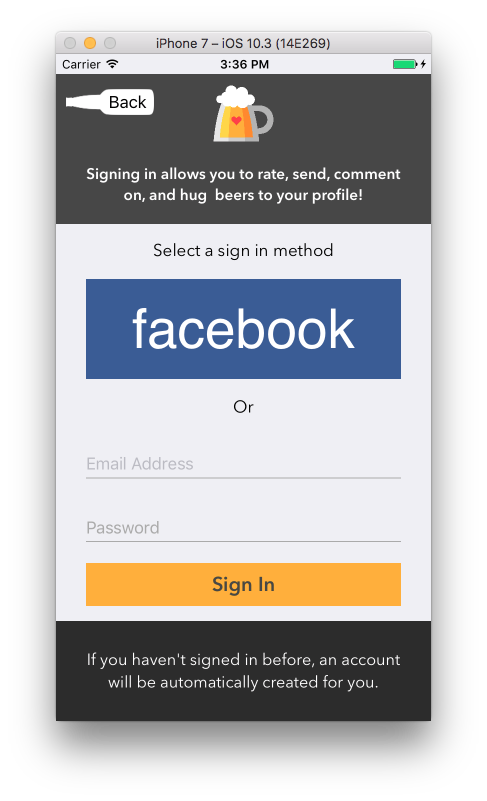 iPhone 7 – iOS 10.3 (14E269)
Carrier 3:36 PM
Back
Signing in allows you to rate, send, comment
on, and hug  beers to your profile!
Select a sign in method
facebook
Or
Email Address
Password
Sign In
If you haven't signed in before, an account
will be automatically created for you.